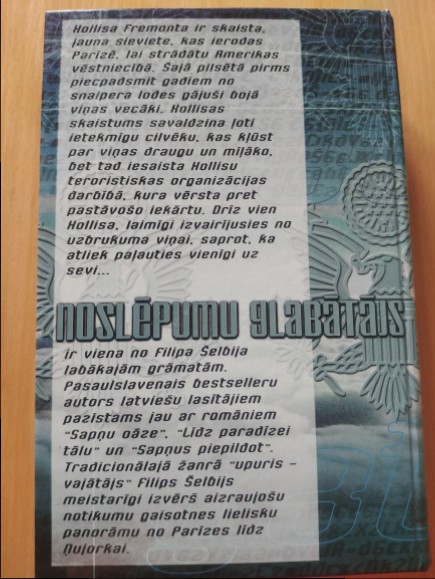 Hollisa Fremonta ir skaista,
jauna sieviete, kas ierodas
Parīzē, lai strādātu Amerikas
vēstniecībā. Šajā pilsētā pirms
piecpadsmit gadiem no
snaipera lodes gājuši bojā
viņas vecāki. Hollisas
skaistums savaldzina ļoti
ietekmīgu cilvēku, kas kļūst
par viņas draugu un mīļāko,
bet tad iesaista Hollisu
teroristiskas organizācijas
darbībā, kura vērsta pret
pastāvošo iekārtu. Drīz vien
Hollisa, laimīgi izvairījusies no
uzbrukuma viņai, saprot, ka
atliek paļauties vienīgi uz
sevi...
NOSLĒPUMU GLABĀTĀJS
ir viena no Filipa Šelbija
labākajām grāmatām.
Pasaulslavenais bestselleru
autors latviešu lasītājiem
pazīstams jau ar romāniem
"Sapņu oāze", "Līdz paradīzei
tālu" un "Sapņus piepildot".
Tradicionālajā žanrā "upuris –
vajātājs" Filips Šelbijs
meistarīgi izvērš aizraujošu
notikumu gaisotnes lielisku
panorāmu no Parīzes līdz
Ņujorkai.